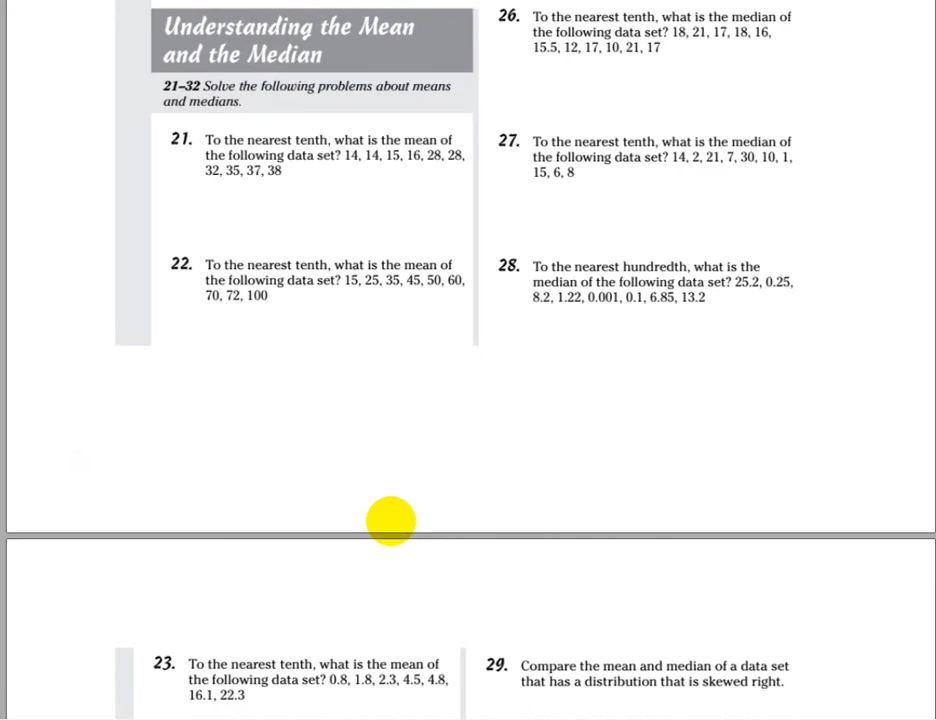 Understanding the Mean
and the Median
21–32 Solve the following problems about means
and medians.
21. To the nearest tenth, what is the mean of
the following data set? 14, 14, 15, 16, 28, 28,
32, 35, 37, 38
22. To the nearest tenth, what is the mean of
the following data set? 15, 25, 35, 45, 50, 60,
70, 72, 100
26. To the nearest tenth, what is the median of
the following data set? 18, 21, 17, 18, 16,
15.5, 12, 17, 10, 21, 17
27. To the nearest tenth, what is the median of
the following data set? 14, 2, 21, 7, 30, 10, 1,
15, 6, 8
28. To the nearest hundredth, what is the
median of the following data set? 25.2, 0.25,
8.2, 1.22, 0.001, 0.1, 6.85, 13.2
23. To the nearest tenth, what is the mean of
the following data set? 0.8, 1.8, 2.3, 4.5, 4.8,
16.1, 22.3
29. Compare the mean and median of a data set
that has a distribution that is skewed right.